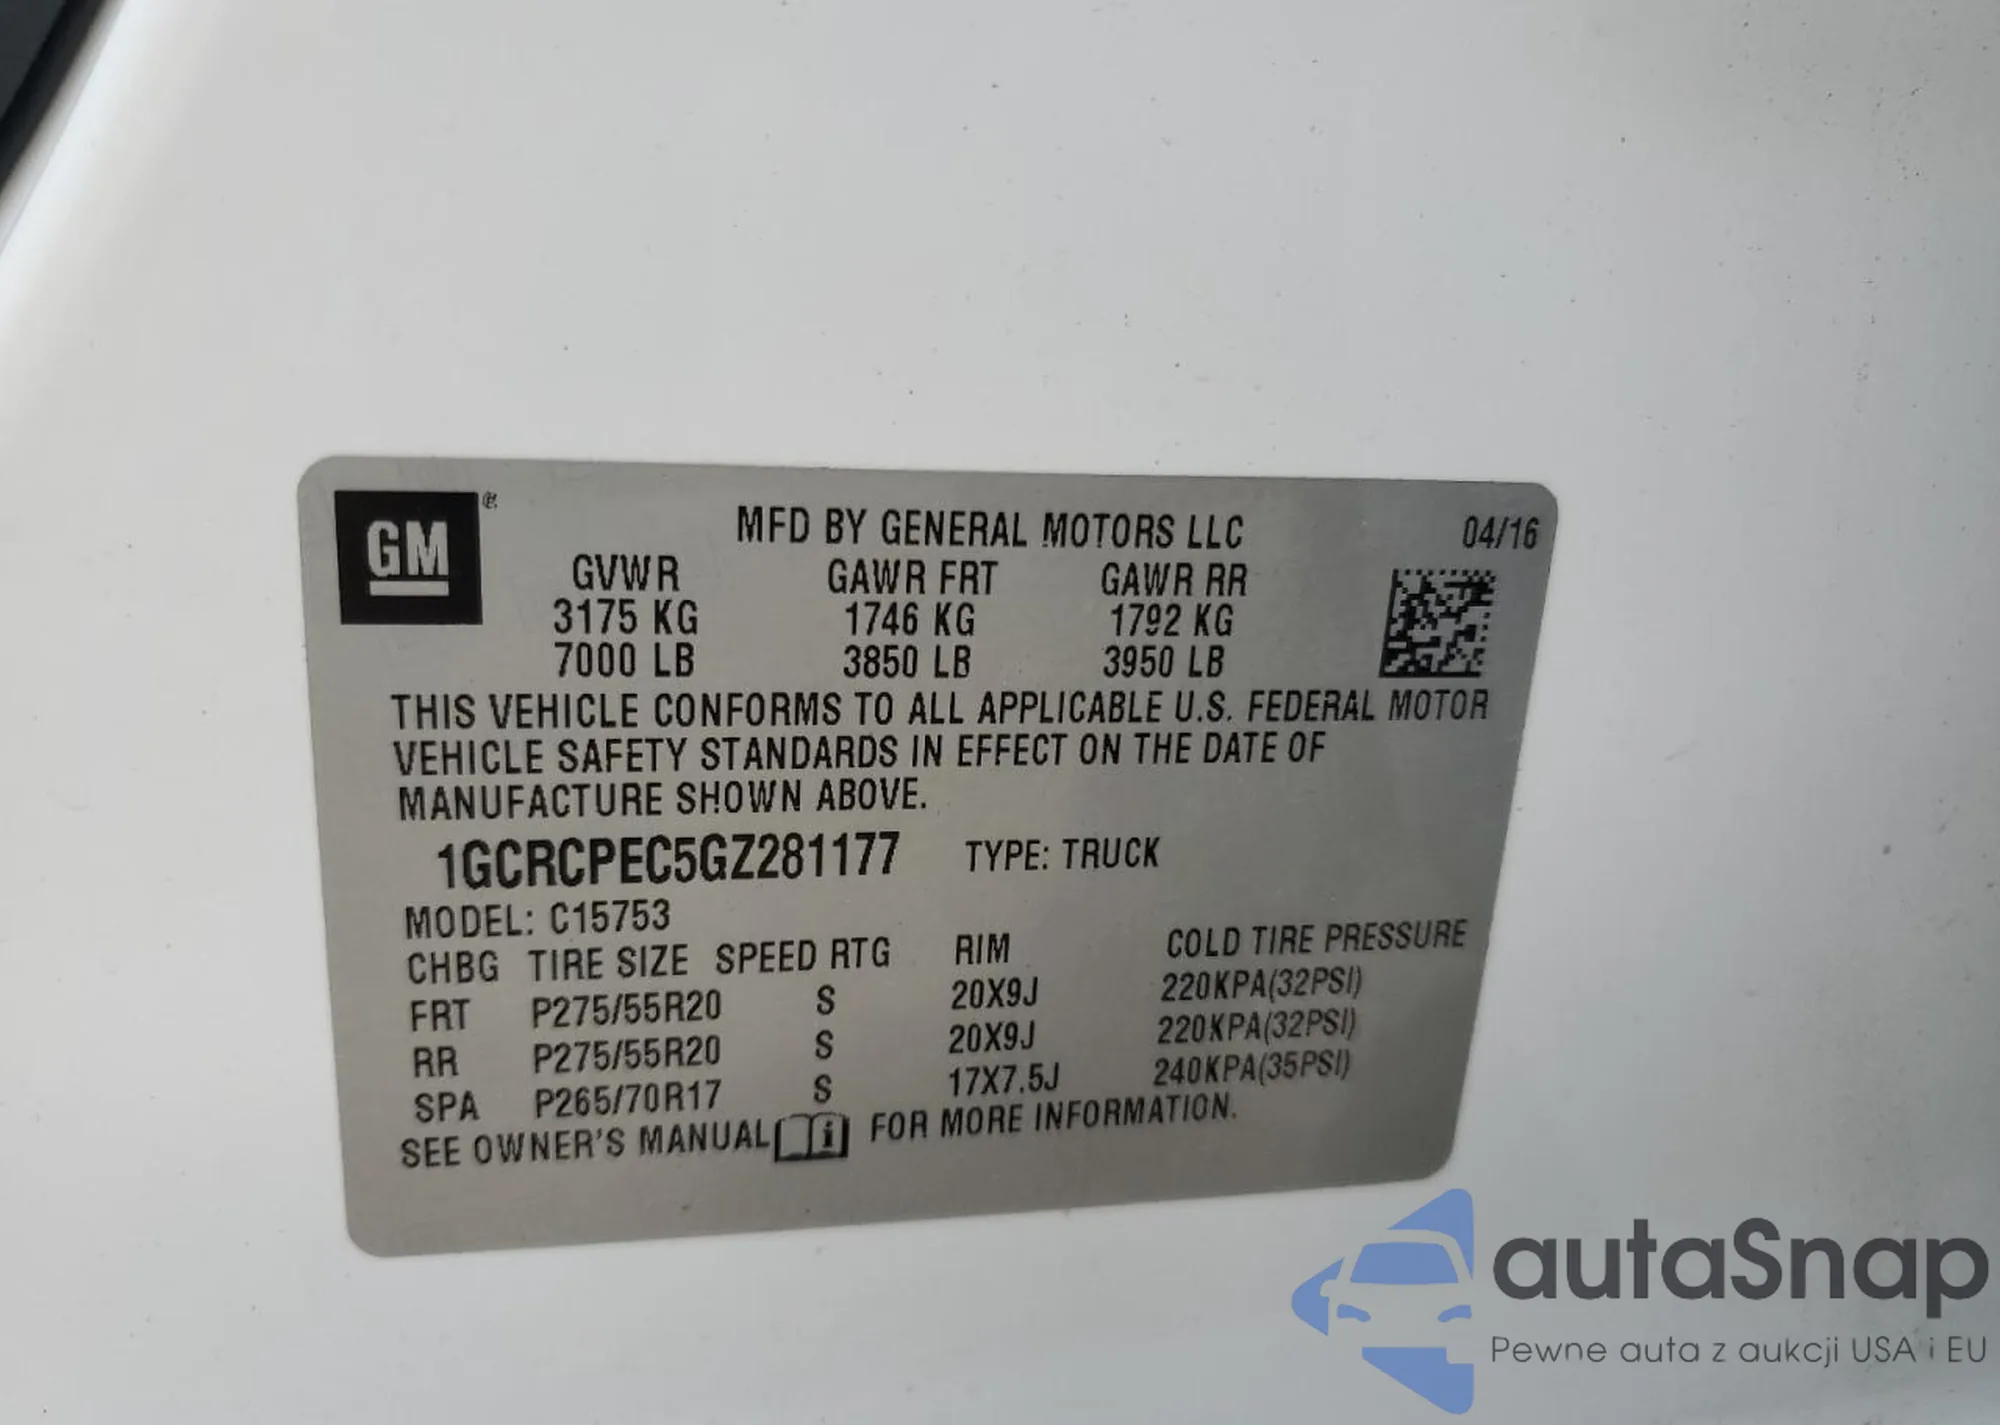 GM ®
MFD BY GENERAL MOTORS LLC 04/16
GVWR GAWR FRT GAWR RR
3175 KG 1746 KG 1792 KG
7000 LB 3850 LB 3950 LB
THIS VEHICLE CONFORMS TO ALL APPLICABLE U.S. FEDERAL MOTOR
VEHICLE SAFETY STANDARDS IN EFFECT ON THE DATE OF
MANUFACTURE SHOWN ABOVE.
1GCRCPEC5GZ281177 TYPE: TRUCK
MODEL: C15753
CHBG TIRE SIZE SPEED RTG RIM COLD TIRE PRESSURE
FRT P275/55R20 S 20X9J 220KPA(32PSI)
RR P275/55R20 S 20X9J 220KPA(32PSI)
SPA P265/70R17 S 17X7.5J 240KPA(35PSI)
SEE OWNER'S MANUAL i FOR MORE INFORMATION.
autaSnap
Pewne auta z aukcji USA i EU